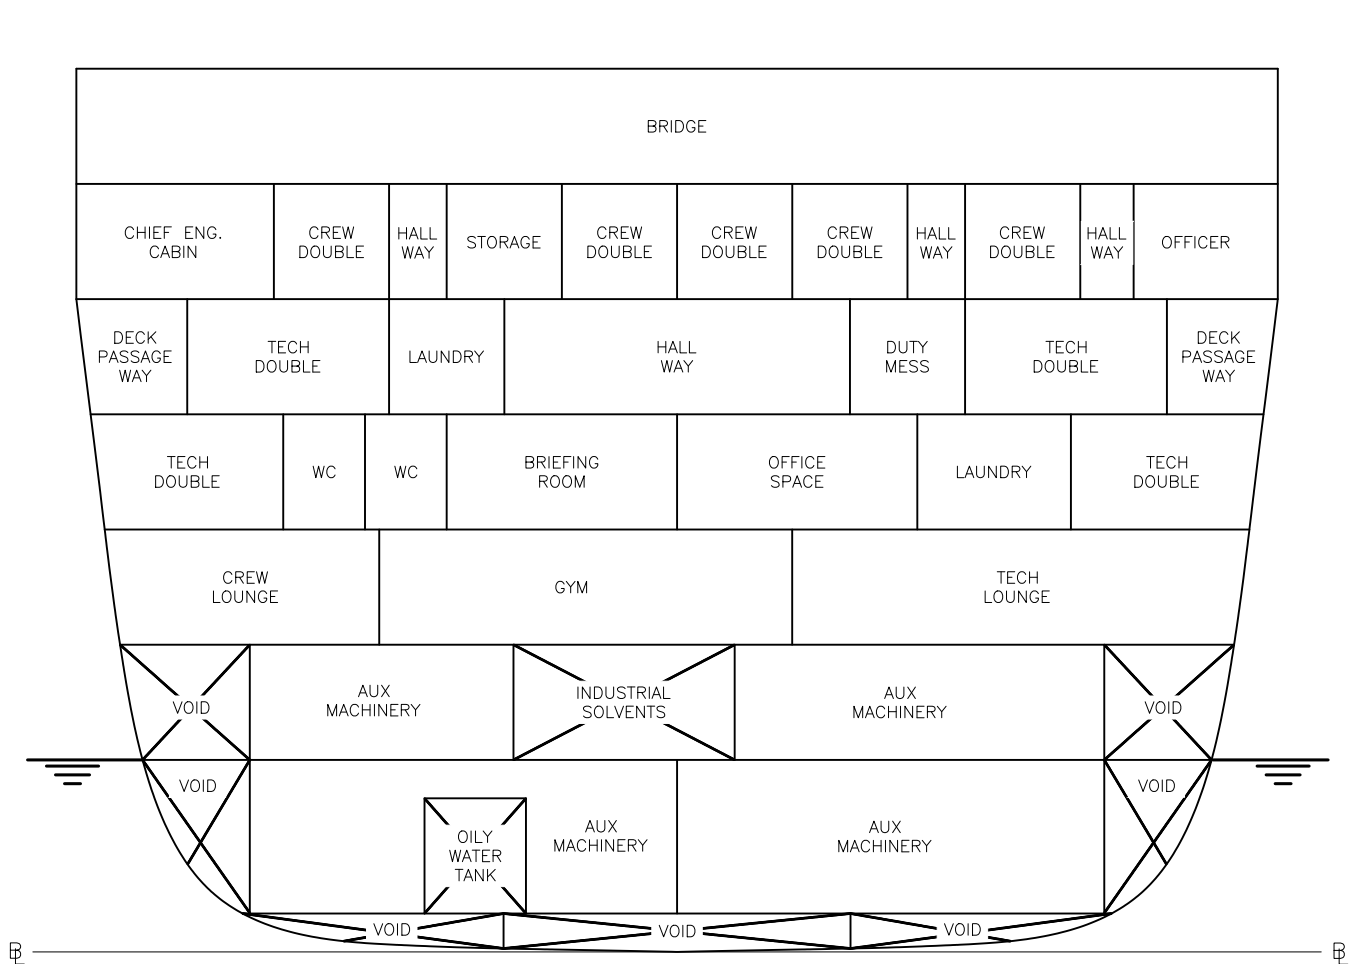 BRIDGE
CHIEF ENG.
CABIN
CREW
DOUBLE
HALL
WAY
STORAGE
CREW
DOUBLE
CREW
DOUBLE
CREW
DOUBLE
HALL
WAY
CREW
DOUBLE
HALL
WAY
OFFICER
DECK
PASSAGE
WAY
TECH
DOUBLE
LAUNDRY
HALL
WAY
DUTY
MESS
TECH
DOUBLE
DECK
PASSAGE
WAY
TECH
DOUBLE
WC
WC
BRIEFING
ROOM
OFFICE
SPACE
LAUNDRY
TECH
DOUBLE
CREW
LOUNGE
GYM
TECH
LOUNGE
VOID
AUX
MACHINERY
INDUSTRIAL
SOLVENTS
AUX
MACHINERY
VOID
VOID
OILY
WATER
TANK
AUX
MACHINERY
AUX
MACHINERY
VOID
VOID
VOID
VOID
BL
BL